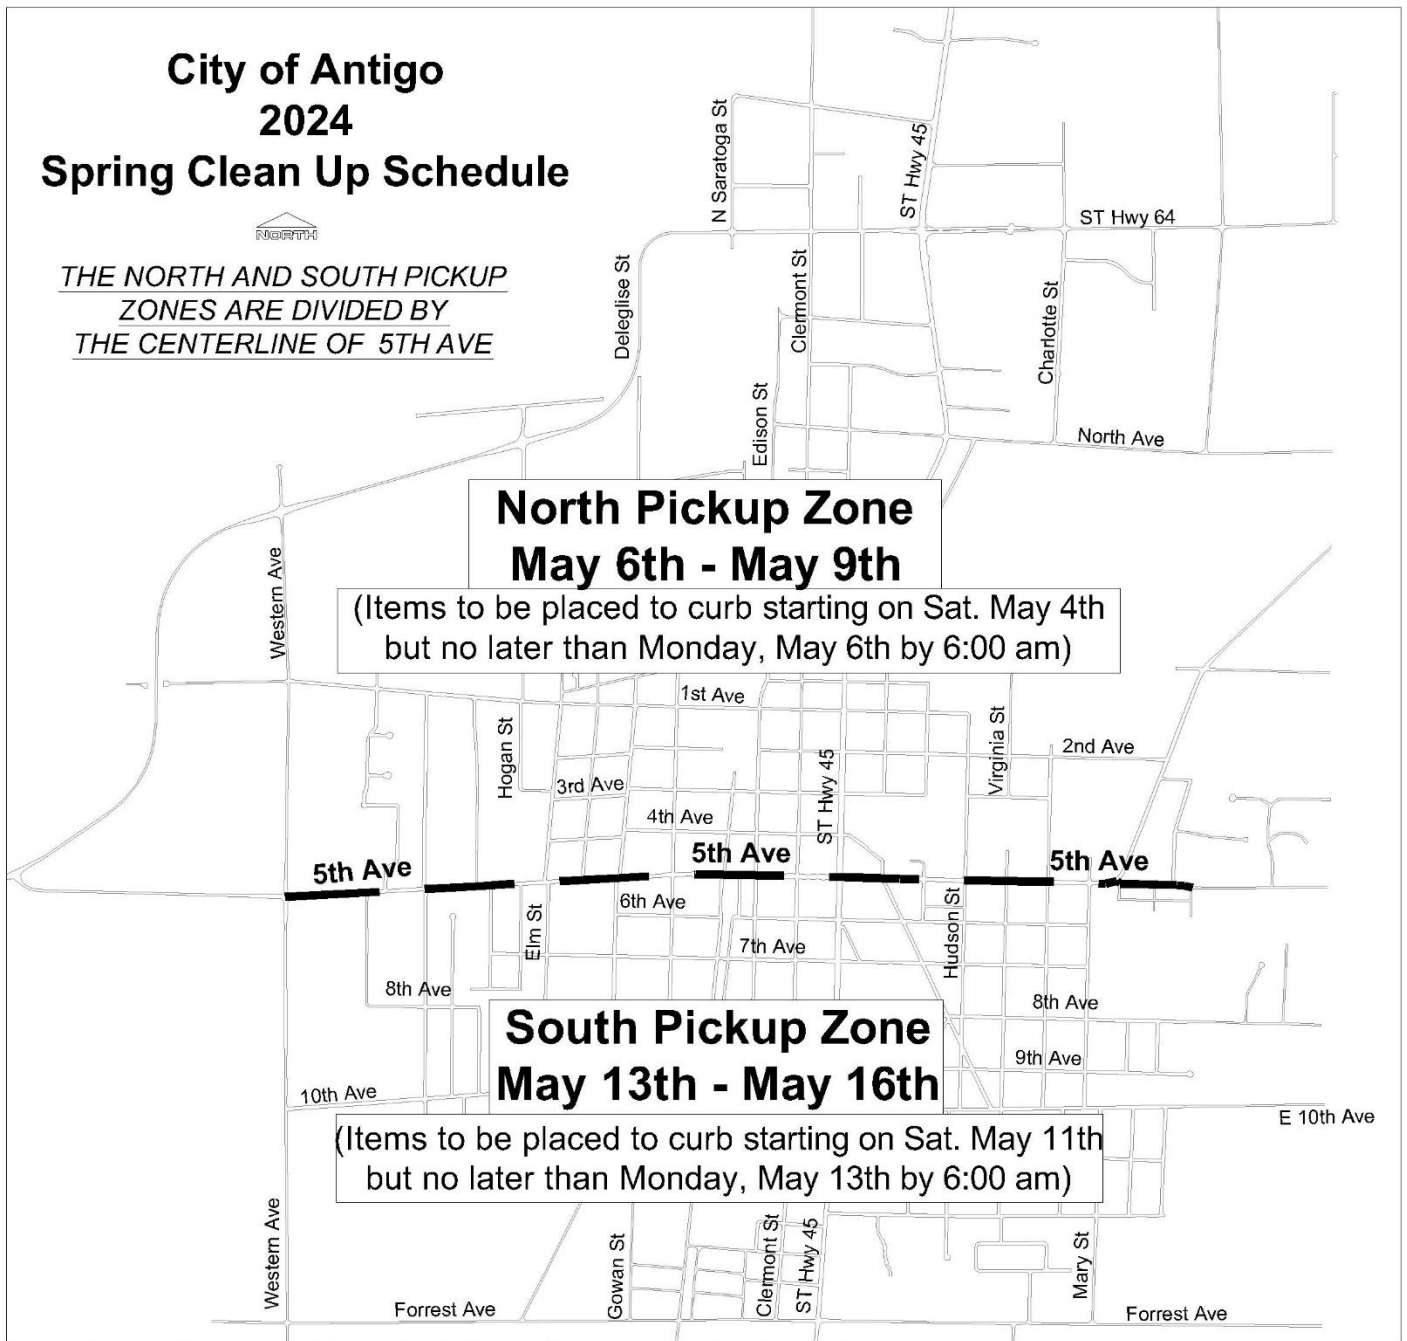 City of Antigo
2024
Spring Clean Up Schedule
NORTH
THE NORTH AND SOUTH PICKUP
ZONES ARE DIVIDED BY
THE CENTERLINE OF 5TH AVE
N Saratoga St
ST Hwy 45
ST Hwy 64
Deleglise St
Clermont St
Charlotte St
Edison St
North Ave
North Pickup Zone
May 6th - May 9th
(Items to be placed to curb starting on Sat. May 4th
but no later than Monday, May 6th by 6:00 am)
Western Ave
1st Ave
Hogan St
Virginia St
2nd Ave
3rd Ave
ST Hwy 45
4th Ave
5th Ave
5th Ave
5th Ave
6th Ave
Elm St
7th Ave
Hudson St
8th Ave
8th Ave
South Pickup Zone
May 13th - May 16th
9th Ave
10th Ave
E 10th Ave
(Items to be placed to curb starting on Sat. May 11th
but no later than Monday, May 13th by 6:00 am)
Western Ave
Gowan St
Clermont St
ST Hwy 45
Mary St
Forrest Ave
Forrest Ave